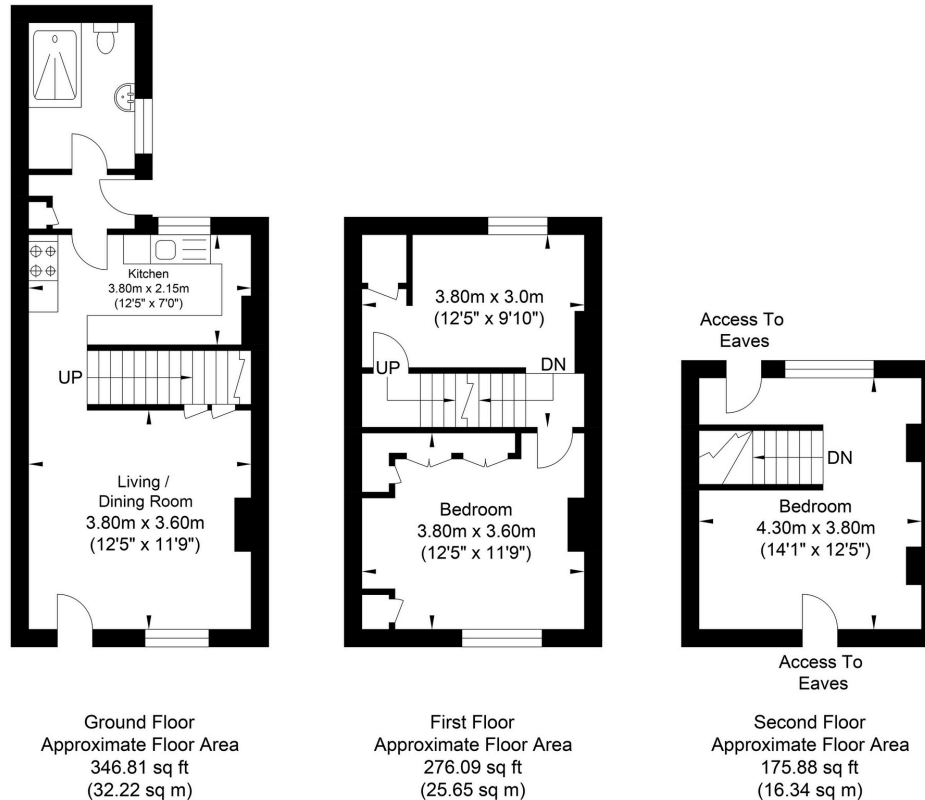 Kitchen
3.80m x 2.15m
(12'5" x 7'0")
UP
Living /
Dining Room
3.80m x 3.60m
(12'5" x 11'9")
Ground Floor
Approximate Floor Area
346.81 sq ft
(32.22 sq m)
3.80m x 3.0m
(12'5" x 9'10")
UP
DN
Bedroom
3.80m x 3.60m
(12'5" x 11'9")
First Floor
Approximate Floor Area
276.09 sq ft
(25.65 sq m)
Access To
Eaves
DN
Bedroom
4.30m x 3.80m
(14'1" x 12'5")
Access To
Eaves
Second Floor
Approximate Floor Area
175.88 sq ft
(16.34 sq m)